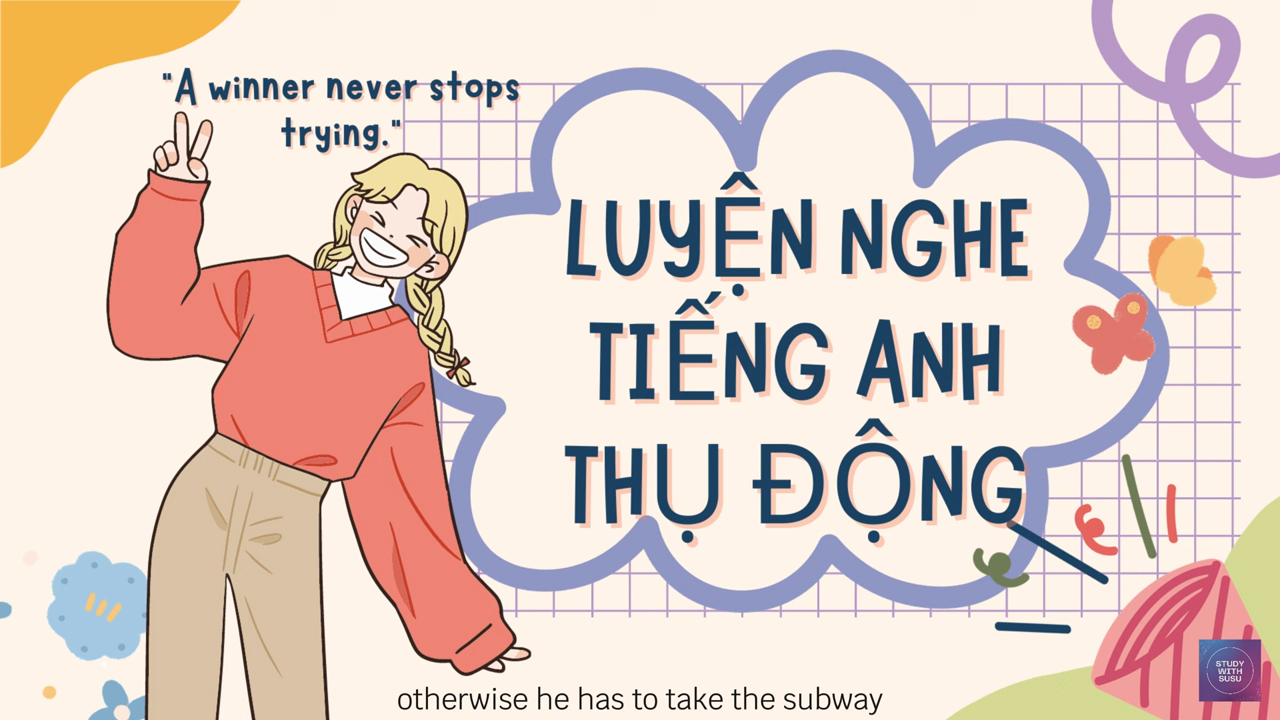 "A winner never stops
trying."
LUYỆN NGHE
TIẾNG ANH
THỤ ĐỘNG
STUDY
WITH
SUSU
otherwise he has to take the subway